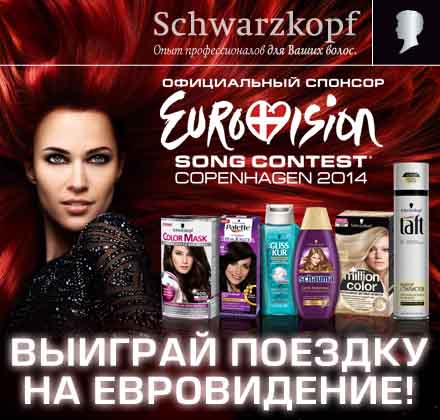 Schwarzkopf
Опыт профессионалов для Ваших волос.
ОФИЦИАЛЬНЫЙ СПОНСОР
EUROVISION
SONG CONTEST
COPENHAGEN 2014
COLOR MASK
Palette
GLISS KUR
schauma
million color
taft
ВЫИГРАЙ ПОЕЗДКУ
НА ЕВРОВИДЕНИЕ!